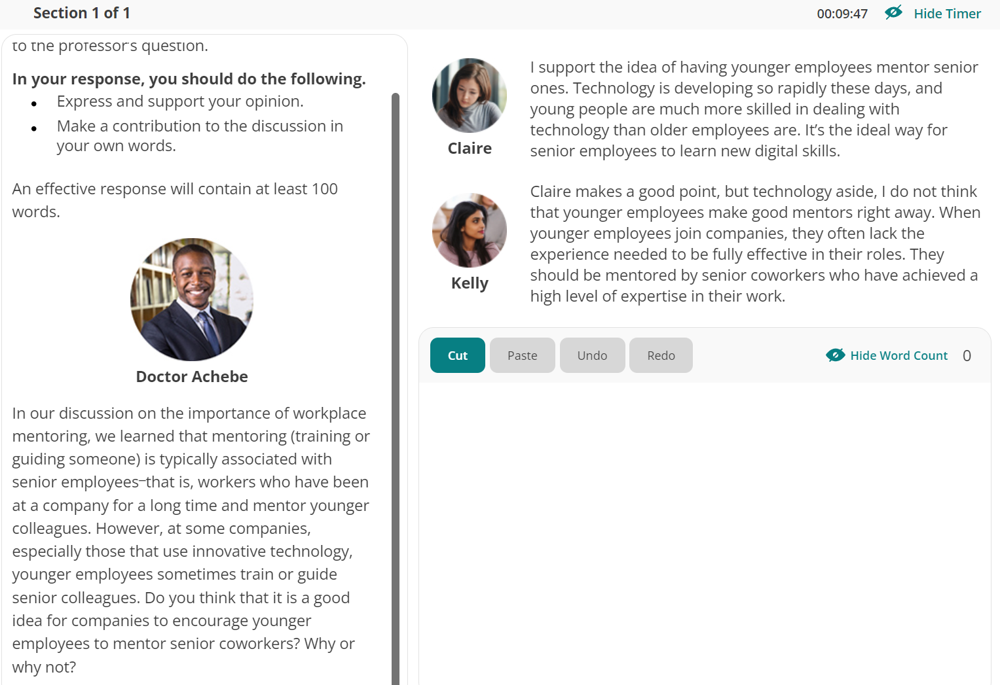 Section 1 of 1
00:09:47 Hide Timer
to the professor's question.
In your response, you should do the following.
• Express and support your opinion.
• Make a contribution to the discussion in
your own words.
An effective response will contain at least 100
words.
Doctor Achebe
In our discussion on the importance of workplace
mentoring, we learned that mentoring (training or
guiding someone) is typically associated with
senior employees–that is, workers who have been
at a company for a long time and mentor younger
colleagues. However, at some companies,
especially those that use innovative technology,
younger employees sometimes train or guide
senior colleagues. Do you think that it is a good
idea for companies to encourage younger
employees to mentor senior coworkers? Why or
why not?
Claire
I support the idea of having younger employees mentor senior
ones. Technology is developing so rapidly these days, and
young people are much more skilled in dealing with
technology than older employees are. It’s the ideal way for
senior employees to learn new digital skills.
Kelly
Claire makes a good point, but technology aside, I do not think
that younger employees make good mentors right away. When
younger employees join companies, they often lack the
experience needed to be fully effective in their roles. They
should be mentored by senior coworkers who have achieved a
high level of expertise in their work.
Cut Paste Undo Redo Hide Word Count 0